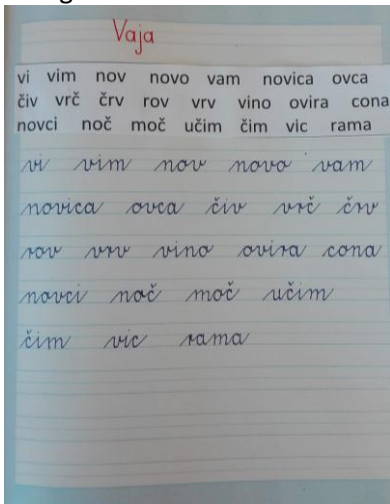 Vaja
vi vim nov novo vam novica ovca
čiv vrč črv rov vrv vino ovira cona
novci noč moč učim čim vic rama
vi vim nov novo vam
novica ovca čiv vrč črv
rov vrv vino ovira cona
novci noč moč učim
čim vic rama